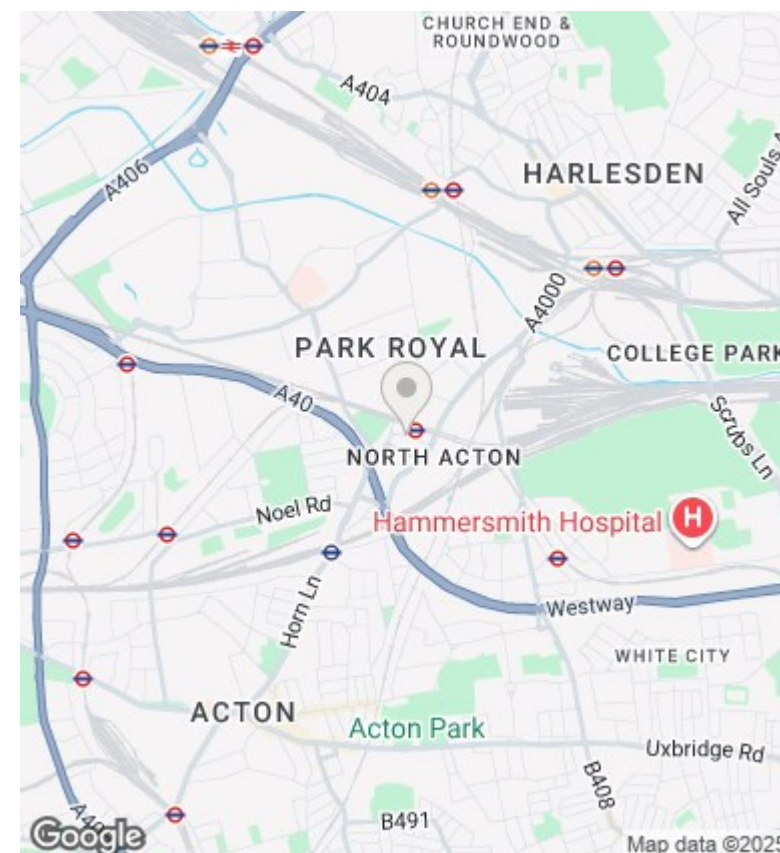 CHURCH END &
ROUNDWOOD
A404
A406
HARLESDEN
All Souls A
A4000
PARK ROYAL
COLLEGE PARK
A40
Scrubs Ln
NORTH ACTON
Noel Rd
Hammersmith Hospital
H
Horn Ln
Westway
WHITE CITY
ACTON
Acton Park
Uxbridge Rd
B408
B491
Google
Map data ©2025